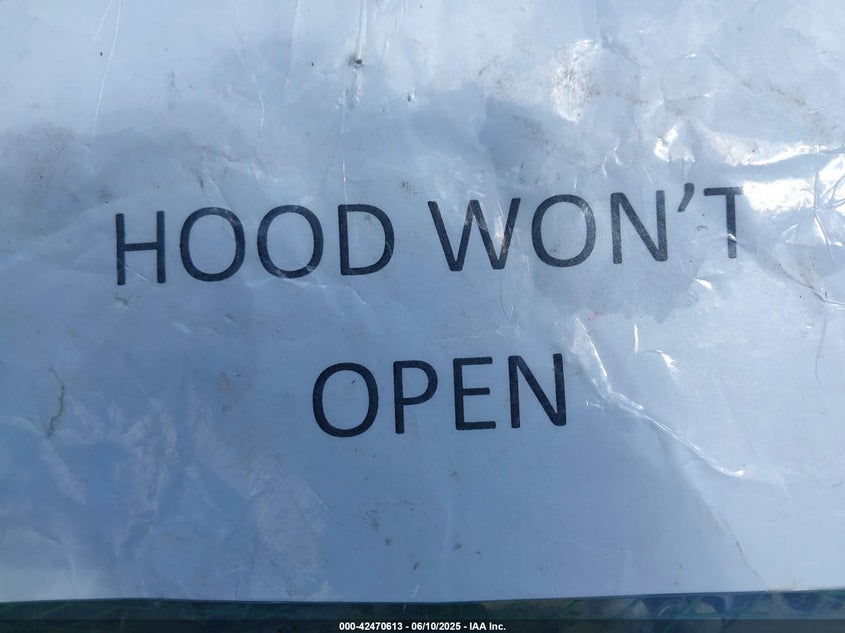 HOOD WON'T
OPEN
000-42470613 - 06/10/2025 - IAA Inc.